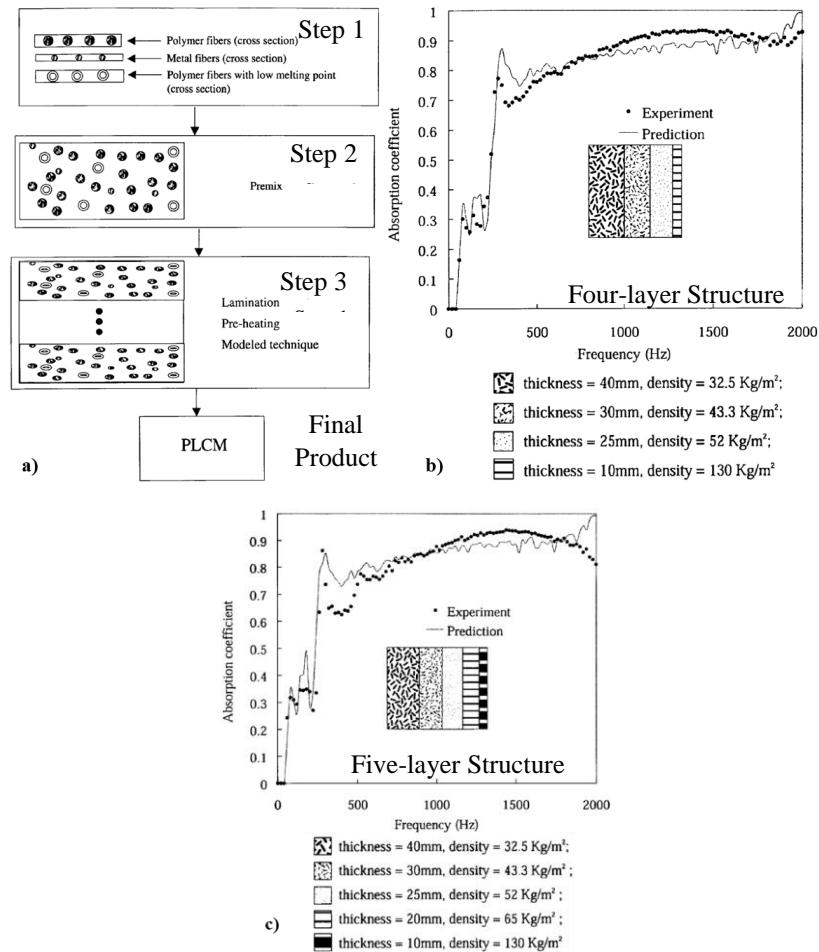 Step 1
Polymer fibers (cross section)
Metal fibers (cross section)
Polymer fibers with low melting point
(cross section)
Step 2
Premix
Step 3
Lamination
Pre-heating
Modeled technique
PLCM
Final
Product
a)
Absorption coefficient
1
0.9
0.8
0.7
0.6
0.5
0.4
0.3
0.2
0.1
0
Experiment
Prediction
Four-layer Structure
0 500 1000 1500 2000
Frequency (Hz)
thickness = 40mm, density = 32.5 Kg/m²;
thickness = 30mm, density = 43.3 Kg/m²;
thickness = 25mm, density = 52 Kg/m²;
thickness = 10mm, density = 130 Kg/m²
b)
Absorption coefficient
1
0.9
0.8
0.7
0.6
0.5
0.4
0.3
0.2
0.1
0
Experiment
Prediction
Five-layer Structure
0 500 1000 1500 2000
Frequency (Hz)
thickness = 40mm, density = 32.5 Kg/m²;
thickness = 30mm, density = 43.3 Kg/m² ;
thickness = 25mm, density = 52 Kg/m² ;
thickness = 20mm, density = 65 Kg/m² ;
thickness = 10mm, density = 130 Kg/m²
c)